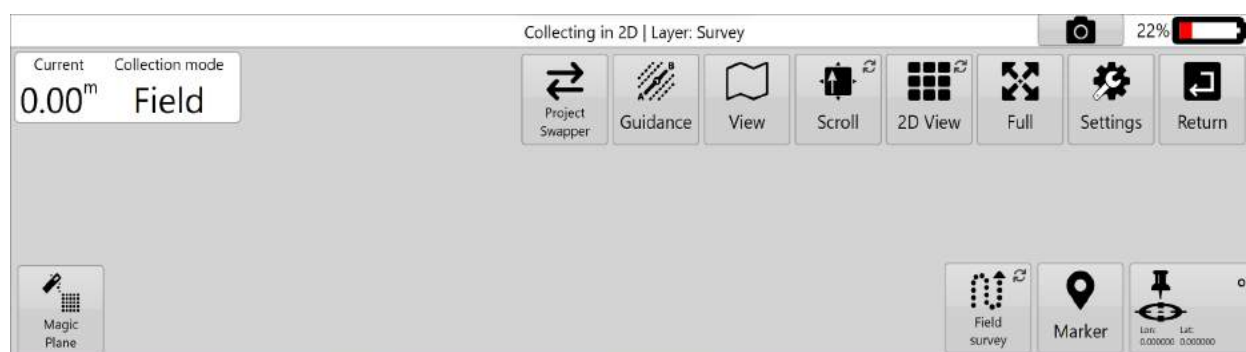 Collecting in 2D | Layer: Survey
22%
Current Collection mode
0.00m Field
Project
Swapper
Guidance
View
Scroll
2D View
Full
Settings
Return
A
B
Magic
Plane
Field
survey
Marker
Lon: Lat:
0.000000 0.000000